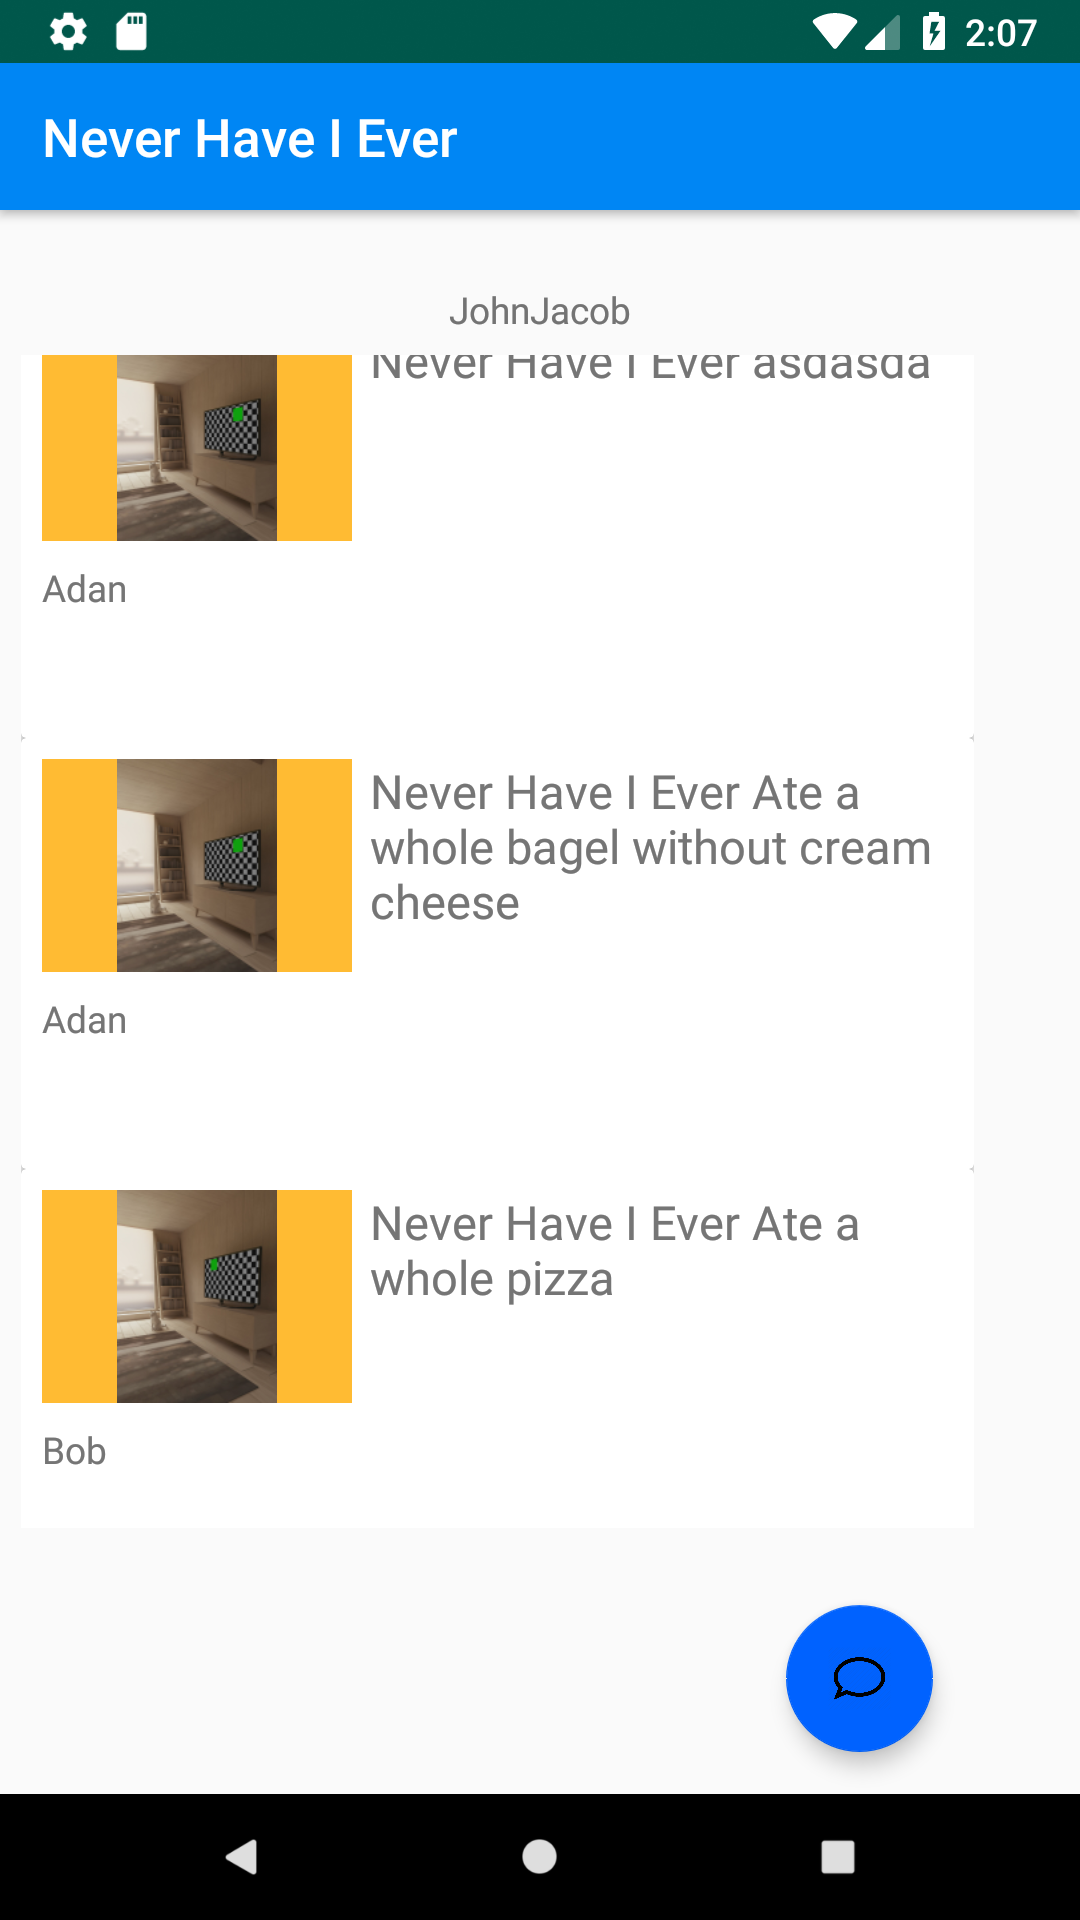 2:07
Never Have I Ever
JohnJacob
Never Have I Ever asdasda
Adan
Never Have I Ever Ate a
whole bagel without cream
cheese
Adan
Never Have I Ever Ate a
whole pizza
Bob